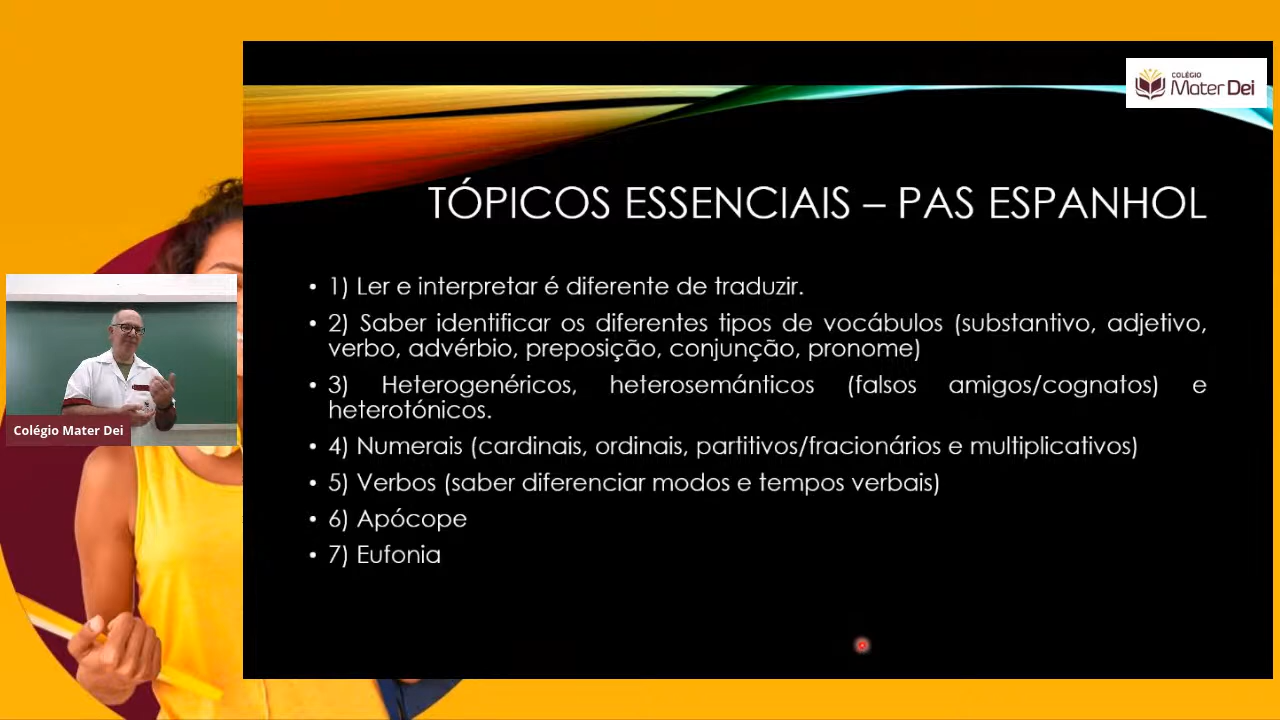 COLÉGIO
Mater Dei
TÓPICOS ESSENCIAIS – PAS ESPANHOL
• 1) Ler e interpretar é diferente de traduzir.
• 2) Saber identificar os diferentes tipos de vocábulos (substantivo, adjetivo,
verbo, advérbio, preposição, conjunção, pronome)
• 3) Heterogenéricos, heterosemánticos (falsos amigos/cognatos) e
heterotónicos.
• 4) Numerais (cardinais, ordinais, partitivos/fracionários e multiplicativos)
• 5) Verbos (saber diferenciar modos e tempos verbais)
• 6) Apócope
• 7) Eufonia
Colégio Mater Dei